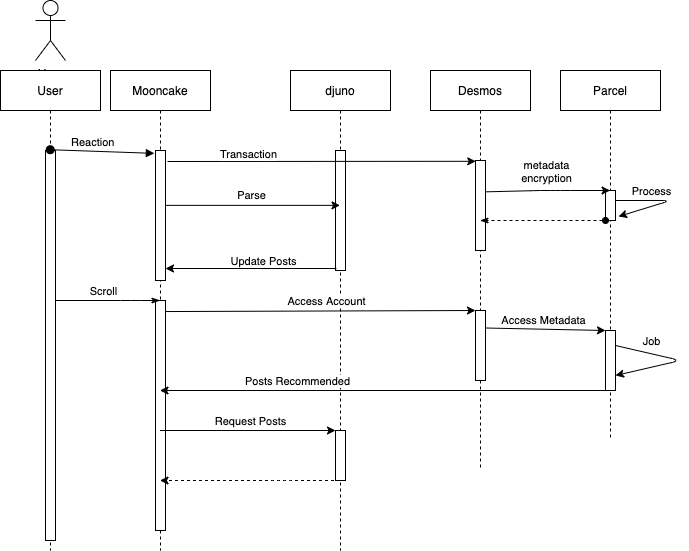 User
Mooncake
djuno
Desmos
Parcel
Reaction
Transaction
metadata
encryption
Process
Parse
Update Posts
Scroll
Access Account
Access Metadata
Job
Posts Recommended
Request Posts